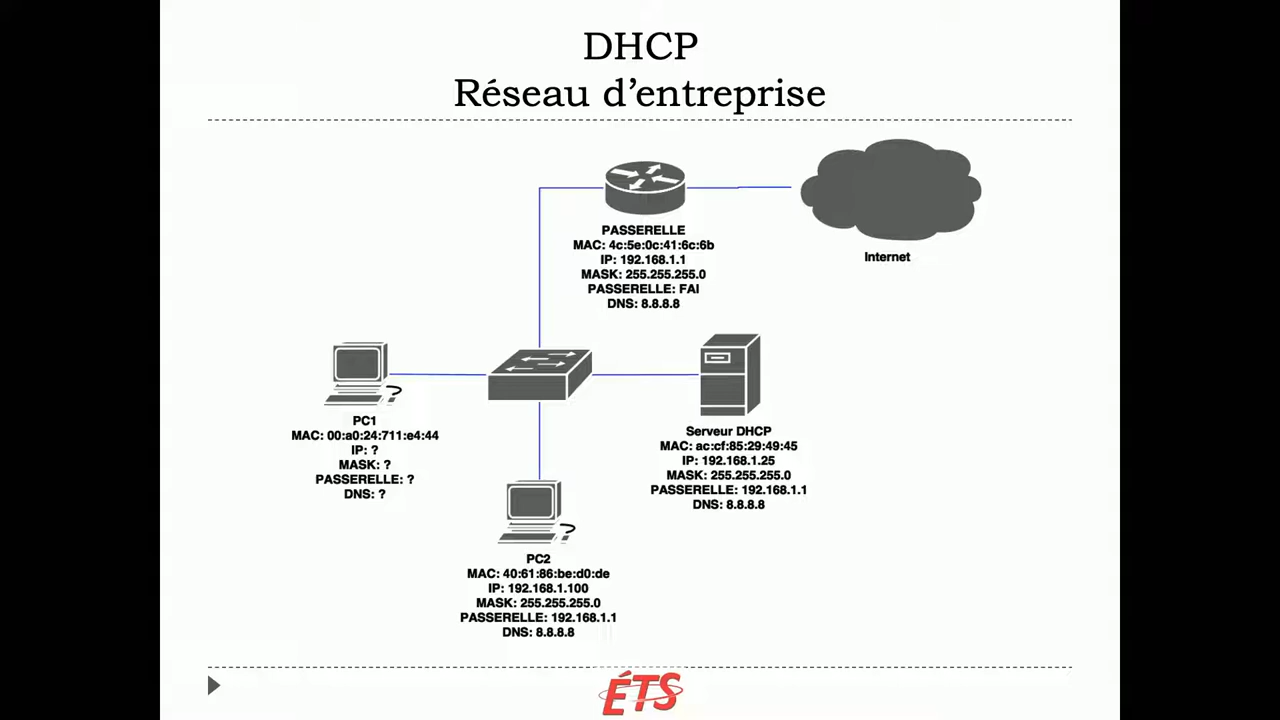 DHCP
Réseau d’entreprise
PASSERELLE
MAC: 4c:5e:0c:41:6c:6b
IP: 192.168.1.1
MASK: 255.255.255.0
PASSERELLE: FAI
DNS: 8.8.8.8
Internet
PC1
MAC: 00:a0:24:711:e4:44
IP: ?
MASK: ?
PASSERELLE: ?
DNS: ?
Serveur DHCP
MAC: ac:cf:85:29:49:45
IP: 192.168.1.25
MASK: 255.255.255.0
PASSERELLE: 192.168.1.1
DNS: 8.8.8.8
PC2
MAC: 40:61:86:be:d0:de
IP: 192.168.1.100
MASK: 255.255.255.0
PASSERELLE: 192.168.1.1
DNS: 8.8.8.8
ÉTS